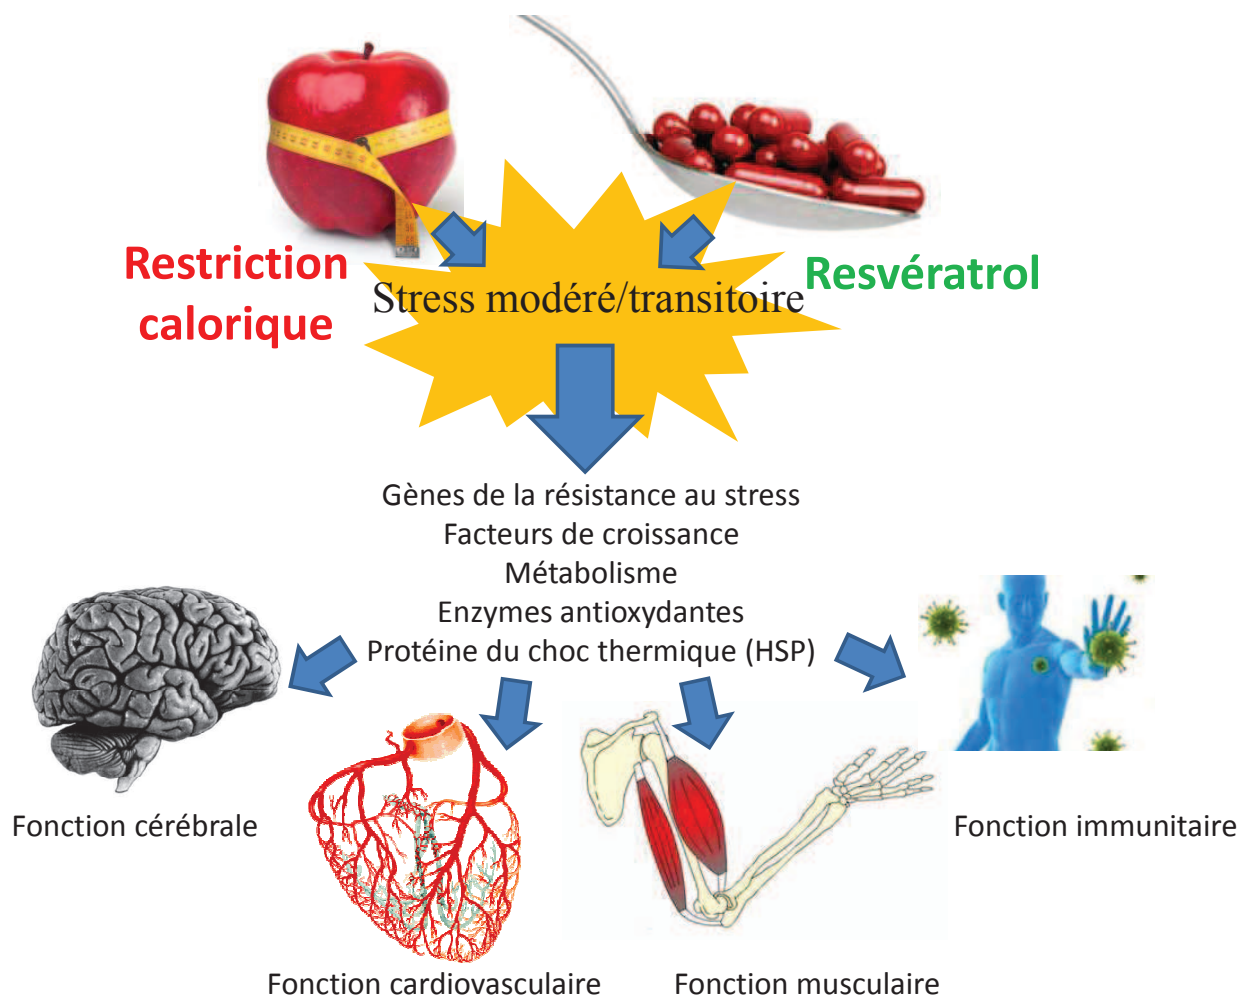 Restriction
calorique
Resvératrol
Stress modéré/transitoire
Gènes de la résistance au stress
Facteurs de croissance
Métabolisme
Enzymes antioxydantes
Protéine du choc thermique (HSP)
Fonction cérébrale
Fonction immunitaire
Fonction cardiovasculaire
Fonction musculaire